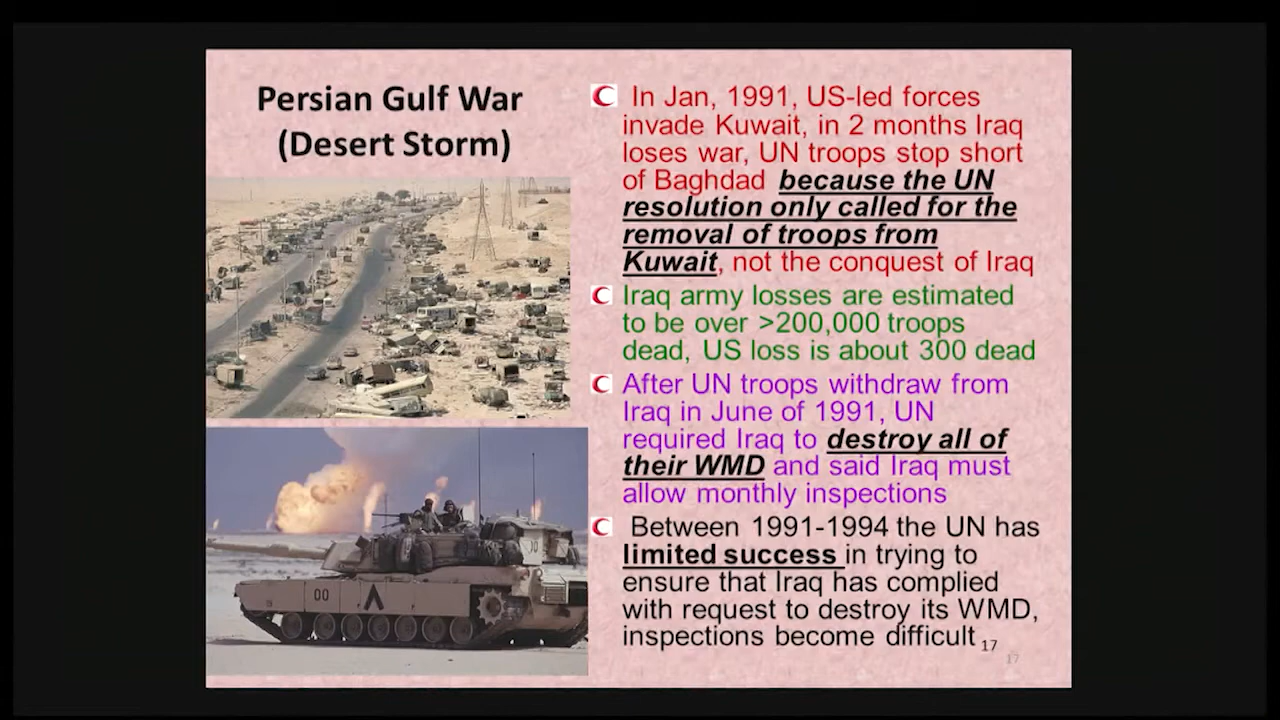 Persian Gulf War
(Desert Storm)
In Jan, 1991, US-led forces
invade Kuwait, in 2 months Iraq
loses war, UN troops stop short
of Baghdad because the UN
resolution only called for the
removal of troops from
Kuwait, not the conquest of Iraq
Iraq army losses are estimated
to be over >200,000 troops
dead, US loss is about 300 dead
After UN troops withdraw from
Iraq in June of 1991, UN
required Iraq to destroy all of
their WMD and said Iraq must
allow monthly inspections
Between 1991-1994 the UN has
limited success in trying to
ensure that Iraq has complied
with request to destroy its WMD,
inspections become difficult
17
17
00